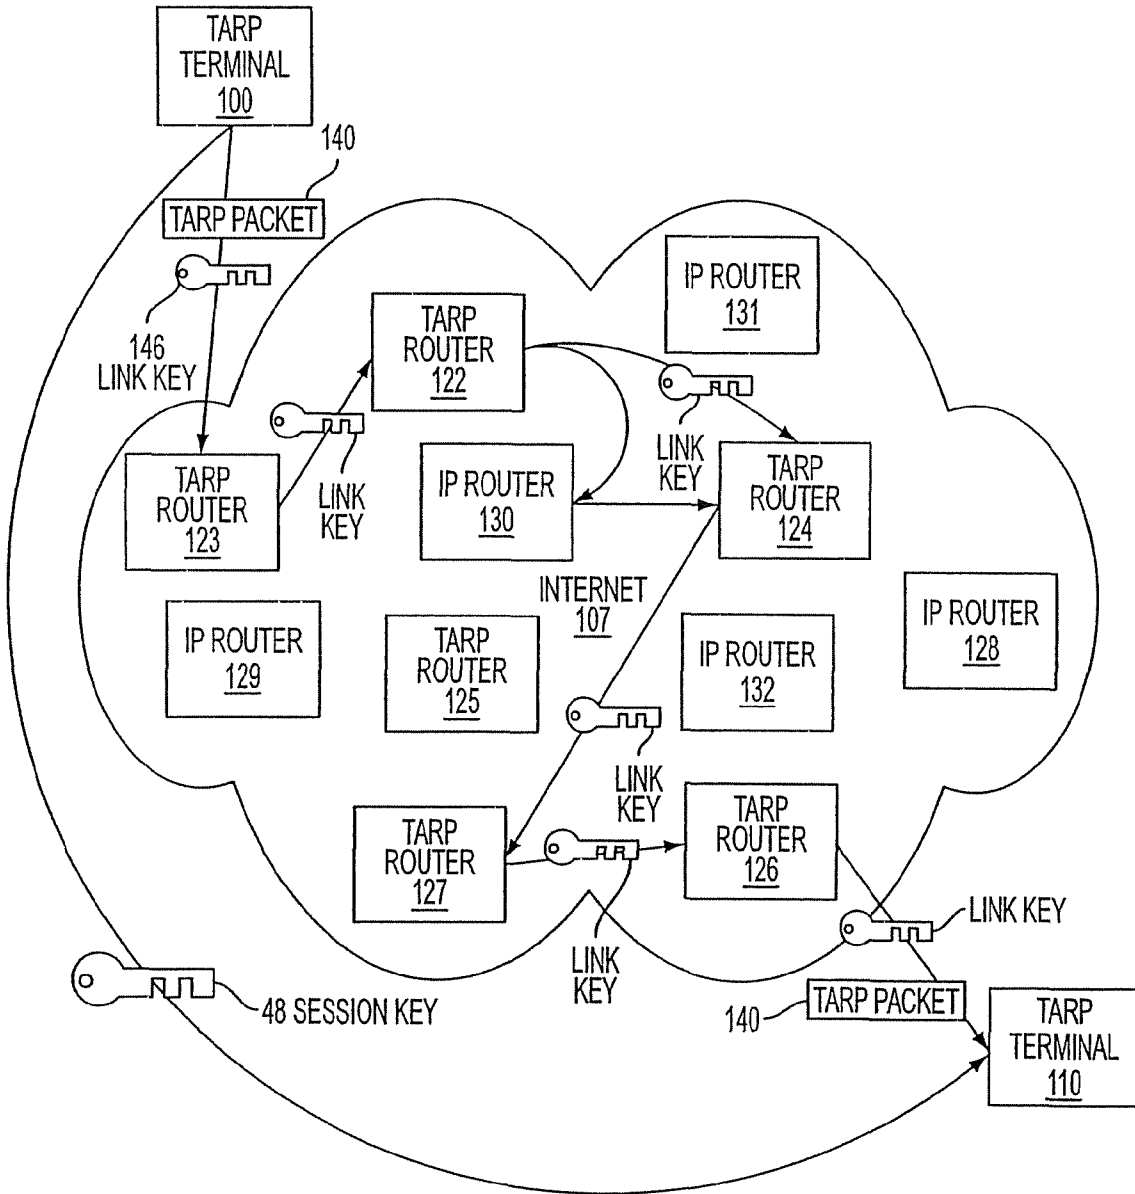 TARP
TERMINAL
100
140
TARP PACKET
146
LINK KEY
TARP
ROUTER
122
IP ROUTER
131
LINK
KEY
LINK
KEY
TARP
ROUTER
123
IP ROUTER
130
TARP
ROUTER
124
INTERNET
107
IP ROUTER
129
TARP
ROUTER
125
IP ROUTER
132
IP ROUTER
128
LINK
KEY
TARP
ROUTER
127
TARP
ROUTER
126
LINK KEY
LINK
KEY
48 SESSION KEY
140
TARP PACKET
TARP
TERMINAL
110